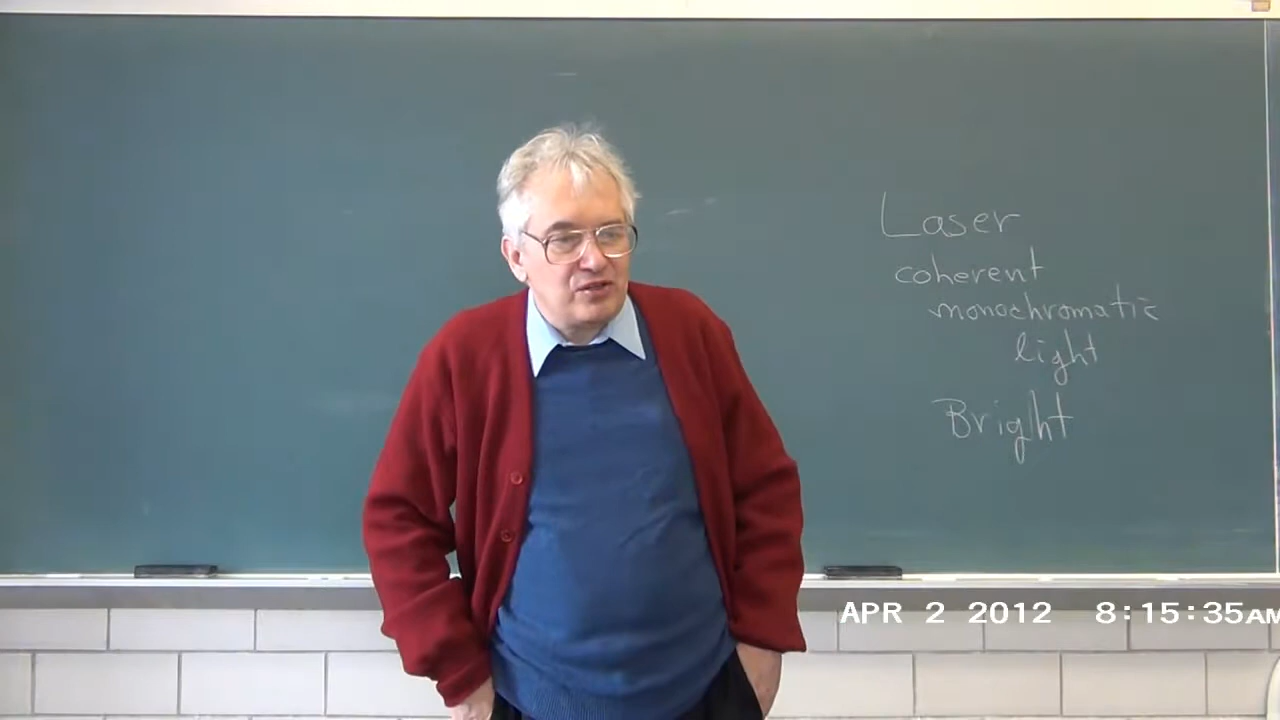 Laser
coherent
monochromatic
light
Bright
APR 2 2012 8:15:35AM